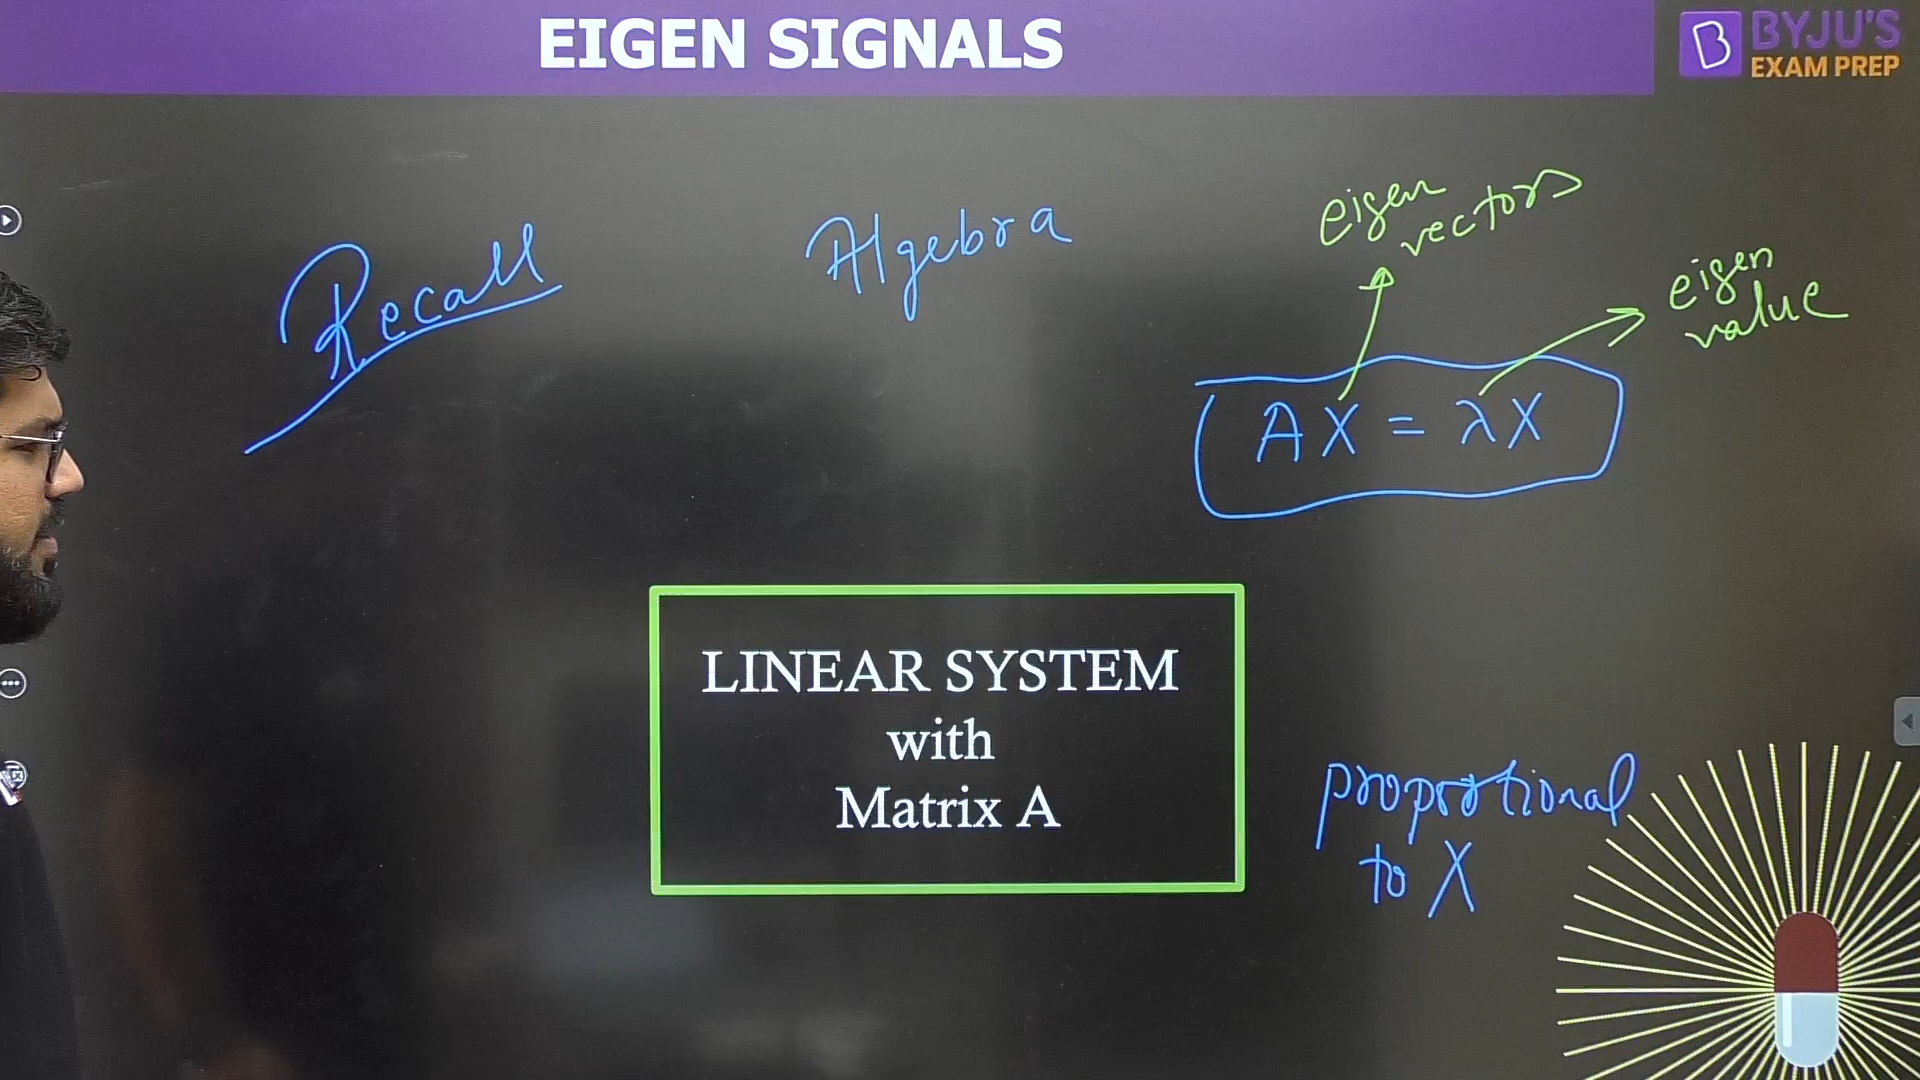 EIGEN SIGNALS
BYJU'S
EXAM PREP
Recall
Algebra
eigen
vectors
eigen
value
AX = λX
LINEAR SYSTEM
with
Matrix A
proportional
to X